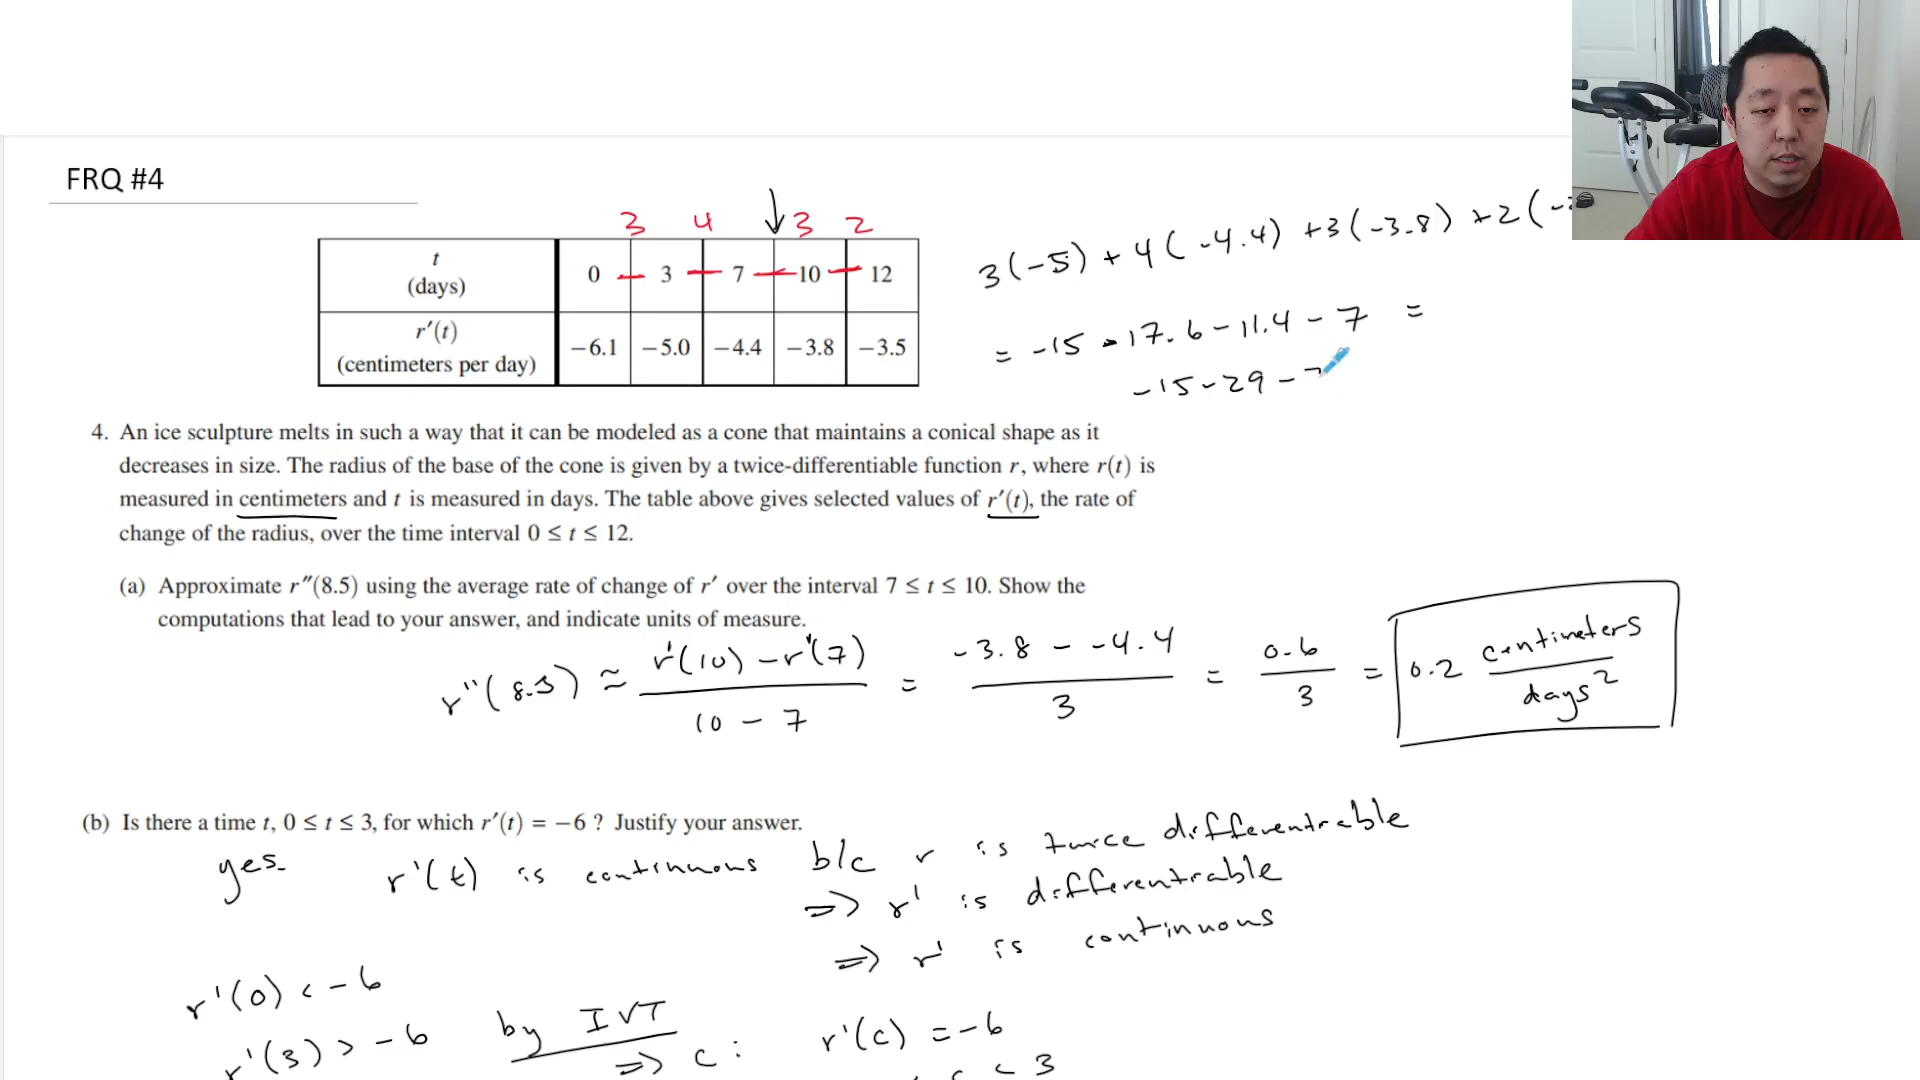 FRQ #4
3 4 3 2
t (days) 0 3 7 10 12
r′(t) (centimeters per day) −6.1 −5.0 −4.4 −3.8 −3.5
3(-5) + 4(-4.4) +3(-3.8) +2(-
= -15 - 17.6 - 11.4 - 7 =
-15 - 29 -
4. An ice sculpture melts in such a way that it can be modeled as a cone that maintains a conical shape as it
decreases in size. The radius of the base of the cone is given by a twice-differentiable function r, where r(t) is
measured in centimeters and t is measured in days. The table above gives selected values of r′(t), the rate of
change of the radius, over the time interval 0 ≤ t ≤ 12.
(a) Approximate r″(8.5) using the average rate of change of r′ over the interval 7 ≤ t ≤ 10. Show the
computations that lead to your answer, and indicate units of measure.
r"(8.5) ≈ r'(10) - r'(7) / 10 - 7 = -3.8 - -4.4 / 3 = 0.6 / 3 = 0.2 centimeters / days²
(b) Is there a time t, 0 ≤ t ≤ 3, for which r′(t) = −6 ? Justify your answer.
yes. r'(t) is continuous b/c r is twice differentiable
=> r' is differentiable
=> r' is continuous
r'(0) < -6
r'(3) > -6 by IVT => c : r'(c) = -6
c < 3